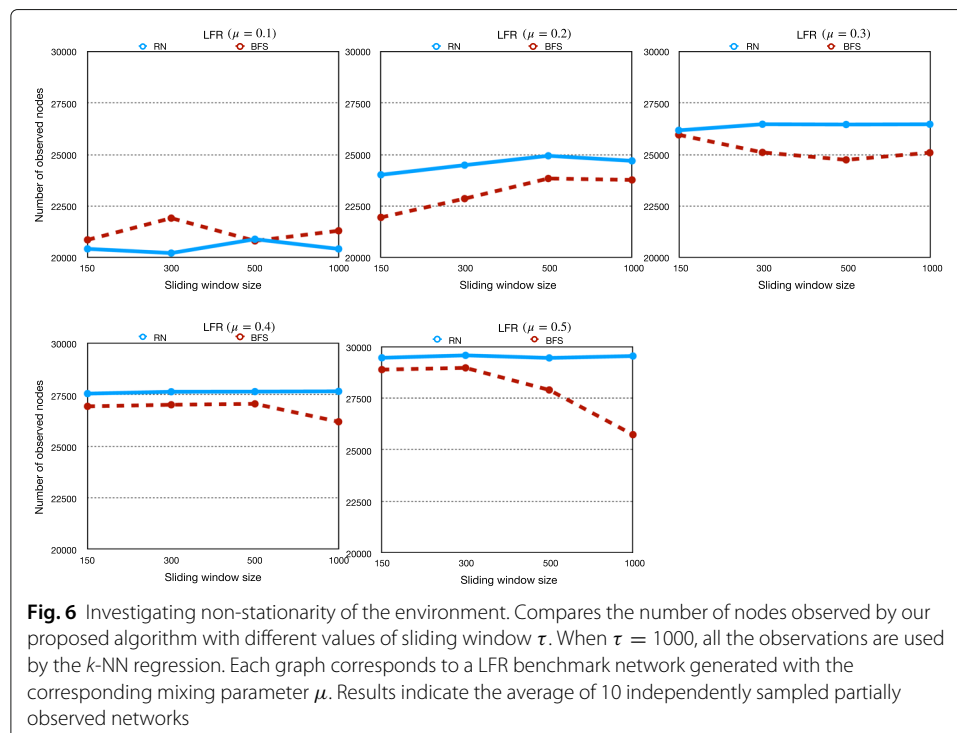 LFR (μ = 0.1)
RN BFS
30000
27500
25000
22500
20000
Number of observed nodes
150 300 500 1000
Sliding window size
LFR (μ = 0.2)
RN BFS
30000
27500
25000
22500
20000
150 300 500 1000
Sliding window size
LFR (μ = 0.3)
RN BFS
30000
27500
25000
22500
20000
150 300 500 1000
Sliding window size
LFR (μ = 0.4)
RN BFS
30000
27500
25000
22500
20000
Number of observed nodes
150 300 500 1000
Sliding window size
LFR (μ = 0.5)
RN BFS
30000
27500
25000
22500
20000
150 300 500 1000
Sliding window size
Fig. 6 Investigating non-stationarity of the environment. Compares the number of nodes observed by our
proposed algorithm with different values of sliding window τ. When τ = 1000, all the observations are used
by the k-NN regression. Each graph corresponds to a LFR benchmark network generated with the
corresponding mixing parameter μ. Results indicate the average of 10 independently sampled partially
observed networks